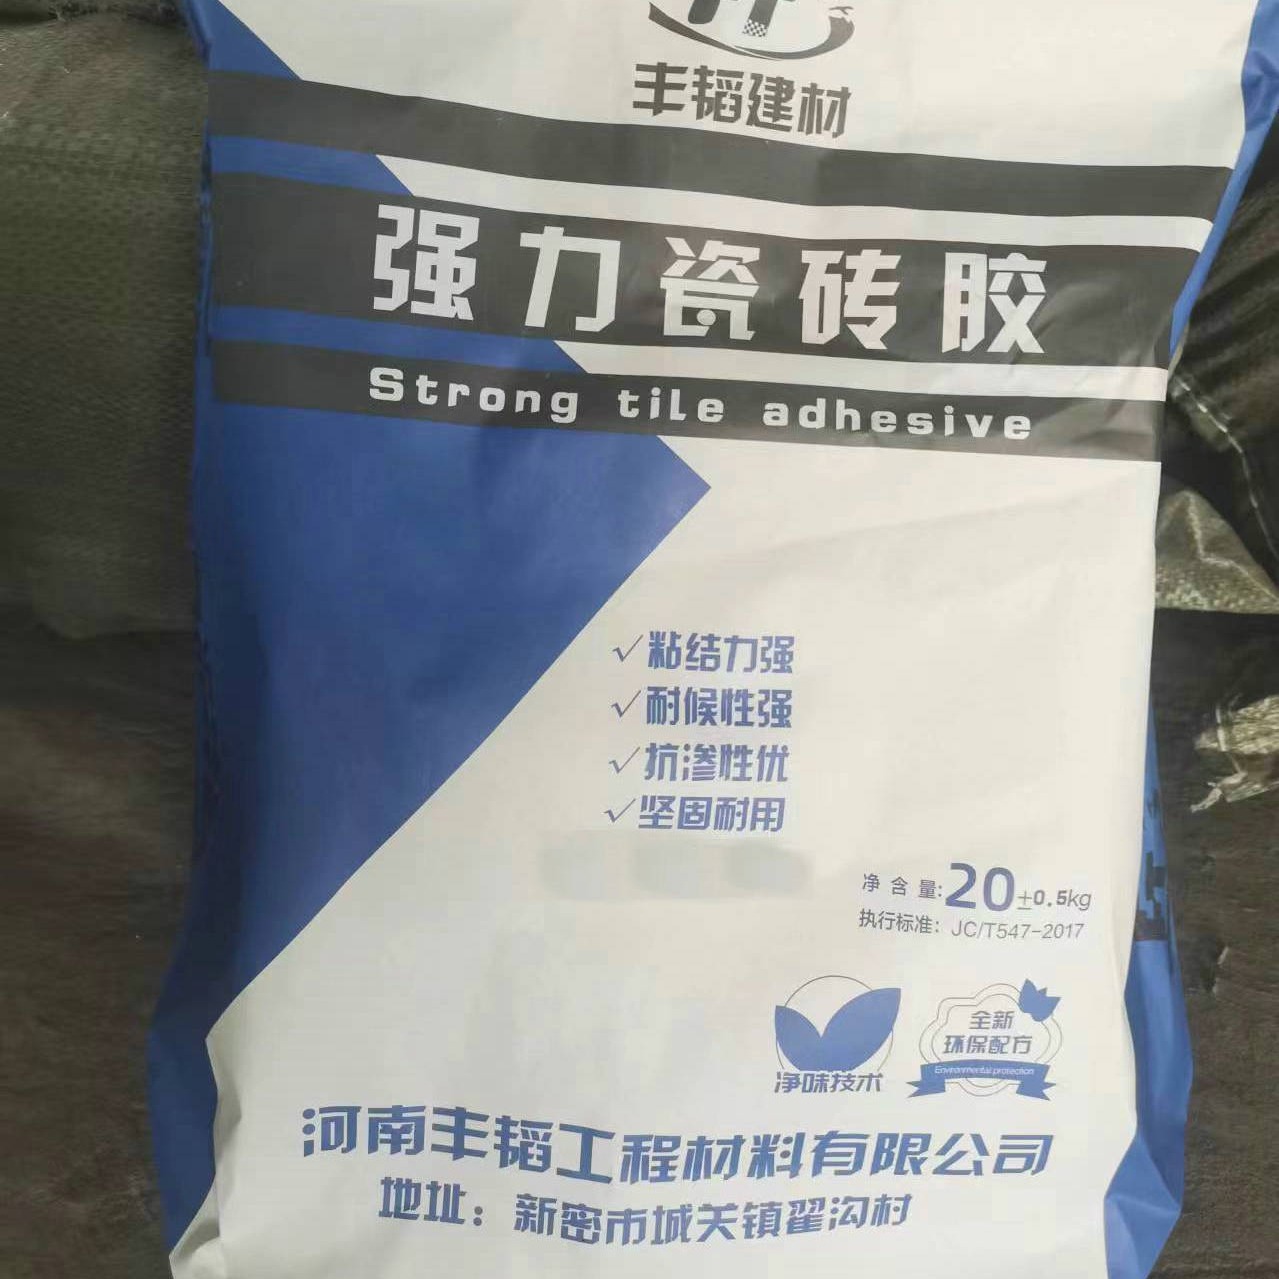 丰韬建材
强力瓷砖胶
Strong tile adhesive
✓粘结力强
✓耐候性强
✓抗渗性优
✓坚固耐用
净含量:20±0.5kg
执行标准：JC/T547-2017
净味技术
全新
环保配方
Environmental protection
河南丰韬工程材料有限公司
地址：新密市城关镇翟沟村